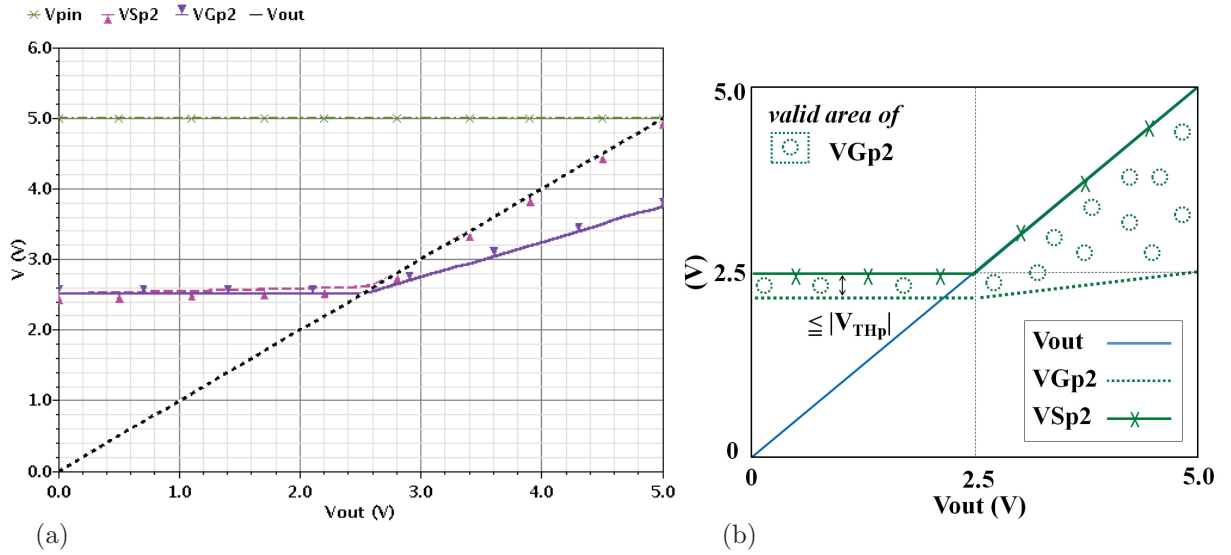 Vpin VSp2 VGp2 Vout
6.0
5.0
4.0
3.0
2.0
1.0
0.0
V (V)
0.0 1.0 2.0 3.0 4.0 5.0
Vout (V)
(a)
5.0
2.5
0
(V)
valid area of
VGp2
≦ |VTHp|
Vout
VGp2
VSp2
0 2.5 5.0
Vout (V)
(b)